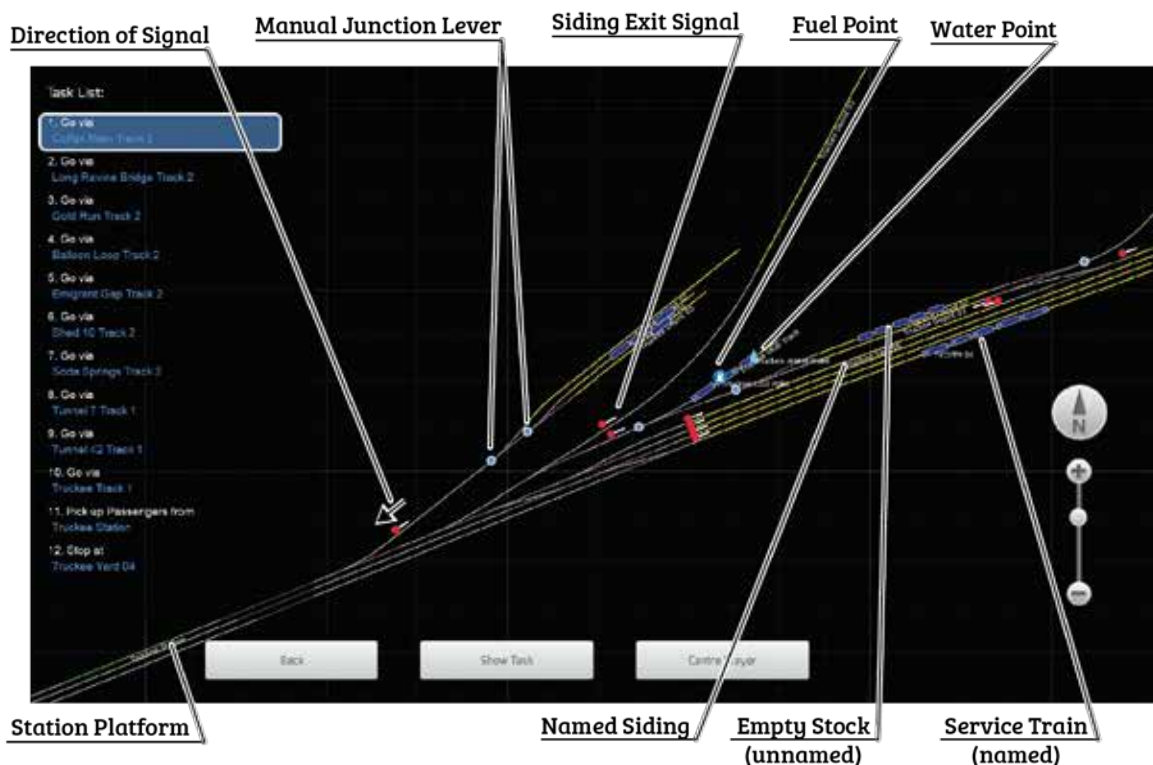 Direction of Signal
Manual Junction Lever
Siding Exit Signal
Fuel Point
Water Point
Task List:
1. Go via
2. Go via
Long Ravine Bridge Track 2
3. Go via
Gold Run Track 2
4. Go via
Balloon Loop Track 2
5. Go via
Emigrant Gap Track 2
6. Go via
Shed 10 Track 2
7. Go via
Soda Springs Track
8. Go via
Tunnel 7 Track 1
9. Go via
Tunnel 42 Track 1
10. Go via
Truckee Track 1
11. Pick up Passengers from
Truckee Station
12. Stop at
Truckee Yard 04
N
Back
Show Task
Centre Player
Station Platform
Named Siding
Empty Stock
(unnamed)
Service Train
(named)